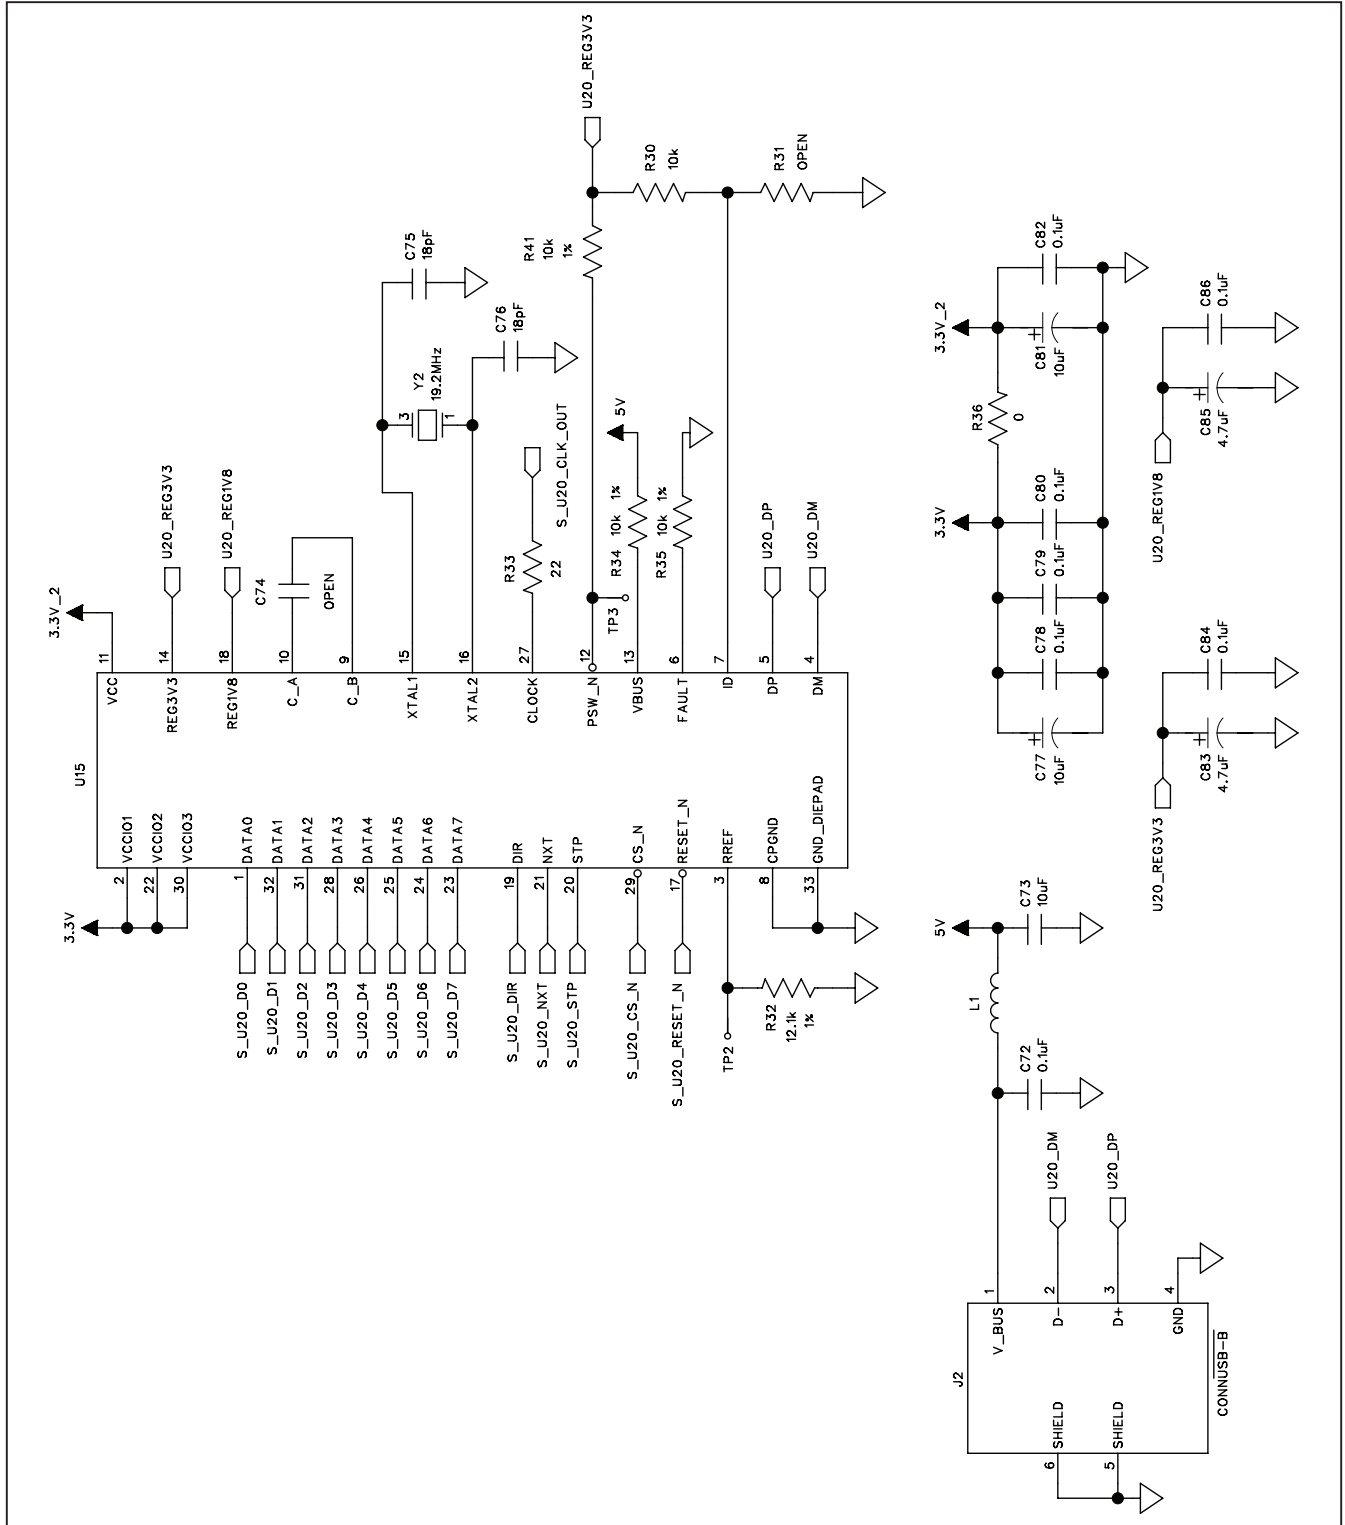 U15
3.3V
2 VCCIO1
22 VCCIO2
30 VCCIO3
S_U20_D0 1 DATA0
S_U20_D1 32 DATA1
S_U20_D2 31 DATA2
S_U20_D3 28 DATA3
S_U20_D4 26 DATA4
S_U20_D5 25 DATA5
S_U20_D6 24 DATA6
S_U20_D7 23 DATA7
S_U20_DIR 19 DIR
S_U20_NXT 21 NXT
S_U20_STP 20 STP
S_U20_CS_N 29 CS_N
S_U20_RESET_N 17 RESET_N
TP2 3 RREF
R32
12.1k
1%
8 CPGND
33 GND_DIEPAD
VCC 11 3.3V_2
REG3V3 14 U20_REG3V3
REG1V8 18 U20_REG1V8
C_A 10
C74
OPEN
C_B 9
XTAL1 15
XTAL2 16
C75
18pF
Y2
19.2MHz
3
1
C76
18pF
CLOCK 27
R33
22
S_U20_CLK_OUT
PSW_N 12
TP3
R41
10k
1%
U20_REG3V3
VBUS 13
R34 10k 1%
5V
FAULT 6
R35 10k 1%
ID 7
R30
10k
R31
OPEN
DP 5 U20_DP
DM 4 U20_DM
J2
SHIELD 6
SHIELD 5
V_BUS 1
D- 2 U20_DM
D+ 3 U20_DP
GND 4
CONNUSB-B
C72
0.1uF
L1
5V
C73
10uF
3.3V
3.3V_2
C77
10uF
C78
0.1uF
C79
0.1uF
C80
0.1uF
R36
0
C81
10uF
C82
0.1uF
U20_REG3V3
C83
4.7uF
C84
0.1uF
U20_REG1V8
C85
4.7uF
C86
0.1uF